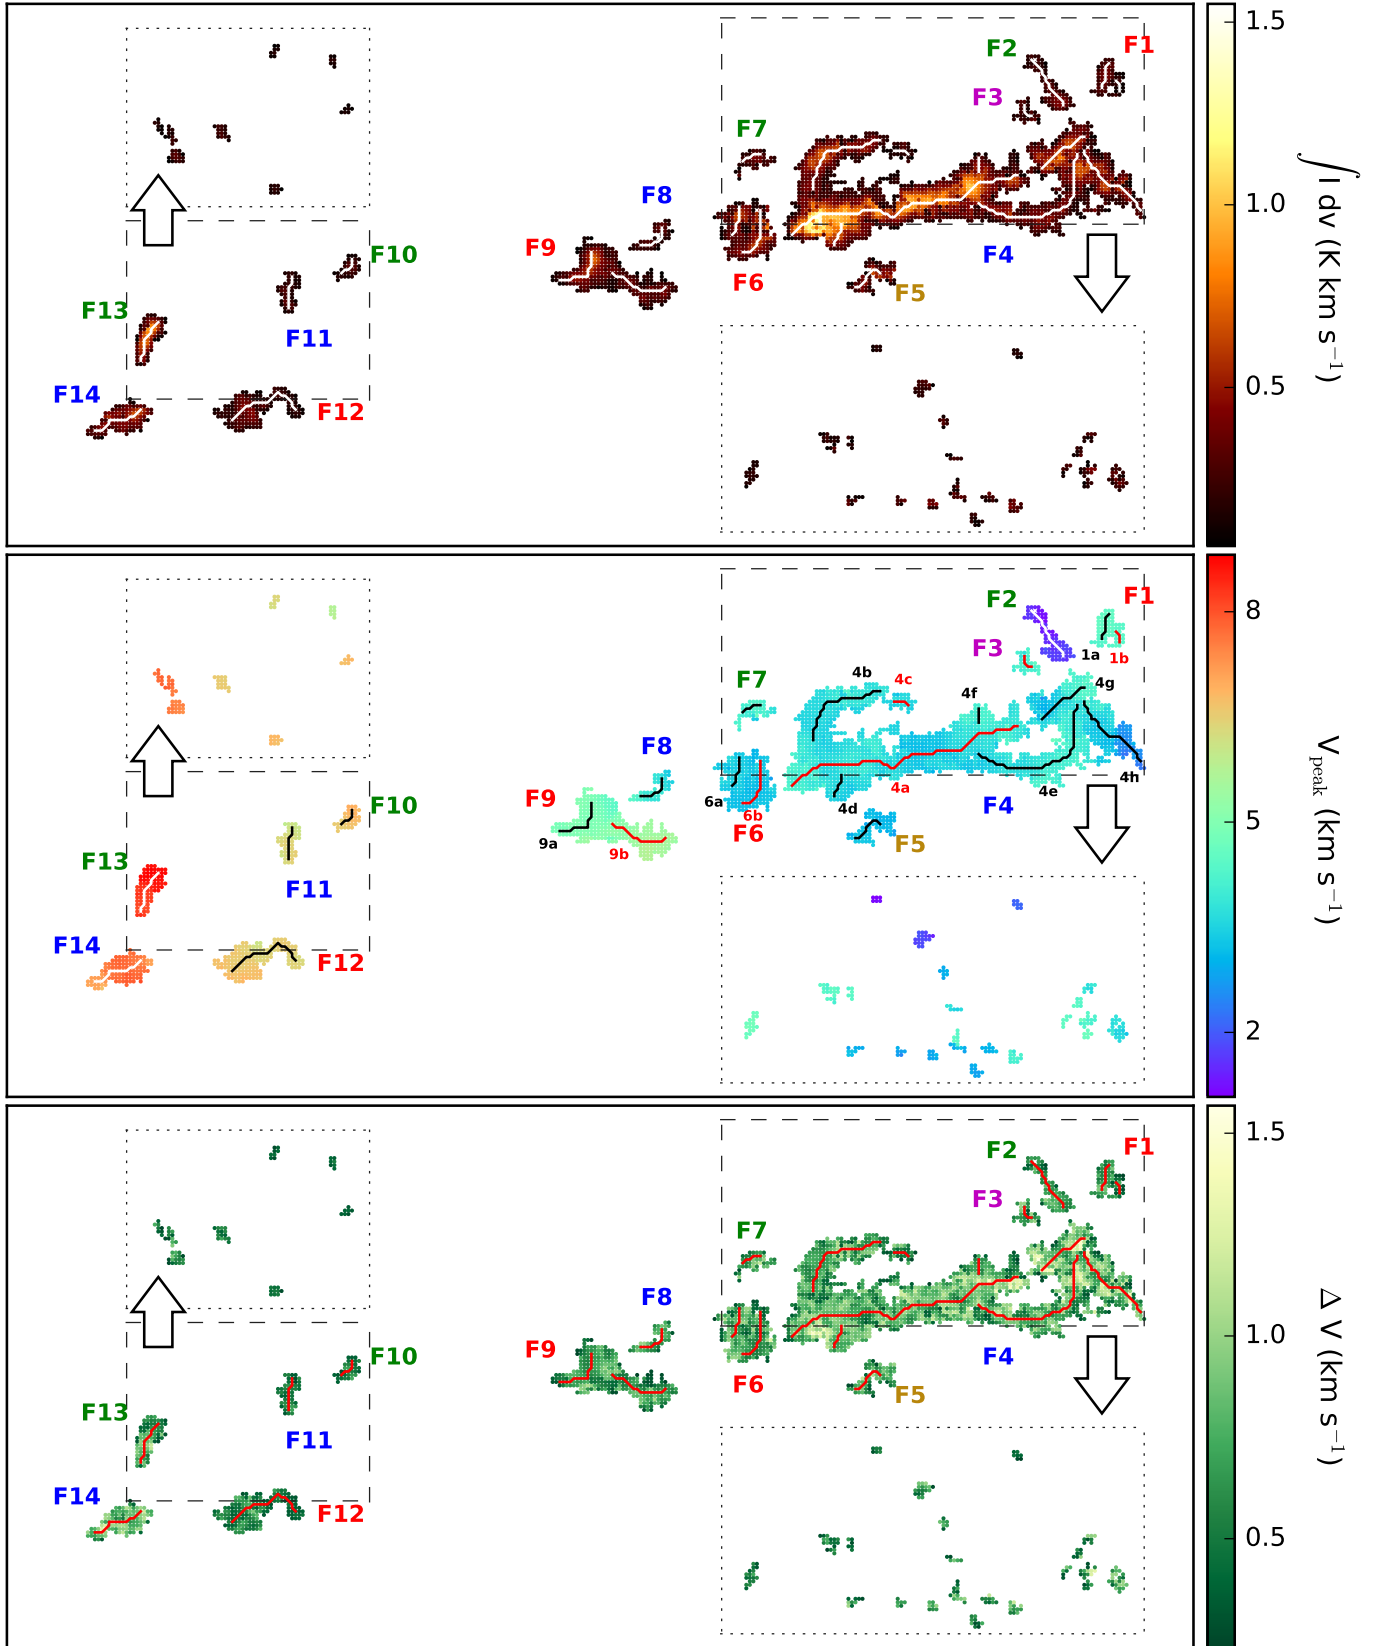 F2 F1 1.5
F3
F7
F8 1.0
F9 F10 F4
F6 F5
F13 F11
F14 F12 0.5
∫ I dv (K km s⁻¹)
F2 F1 8
F3 1a 1b
F7 4b 4c 4f 4g
F8 4h
F9 6a 6b 4d 4a 4e F4
F10 F6 5
9a 9b F5
F13 F11
F14 F12
2
V_peak (km s⁻¹)
F2 F1 1.5
F3
F7
F8
F9 F10 F4 1.0
F6 F5
F13 F11
F14 F12 0.5
Δ V (km s⁻¹)